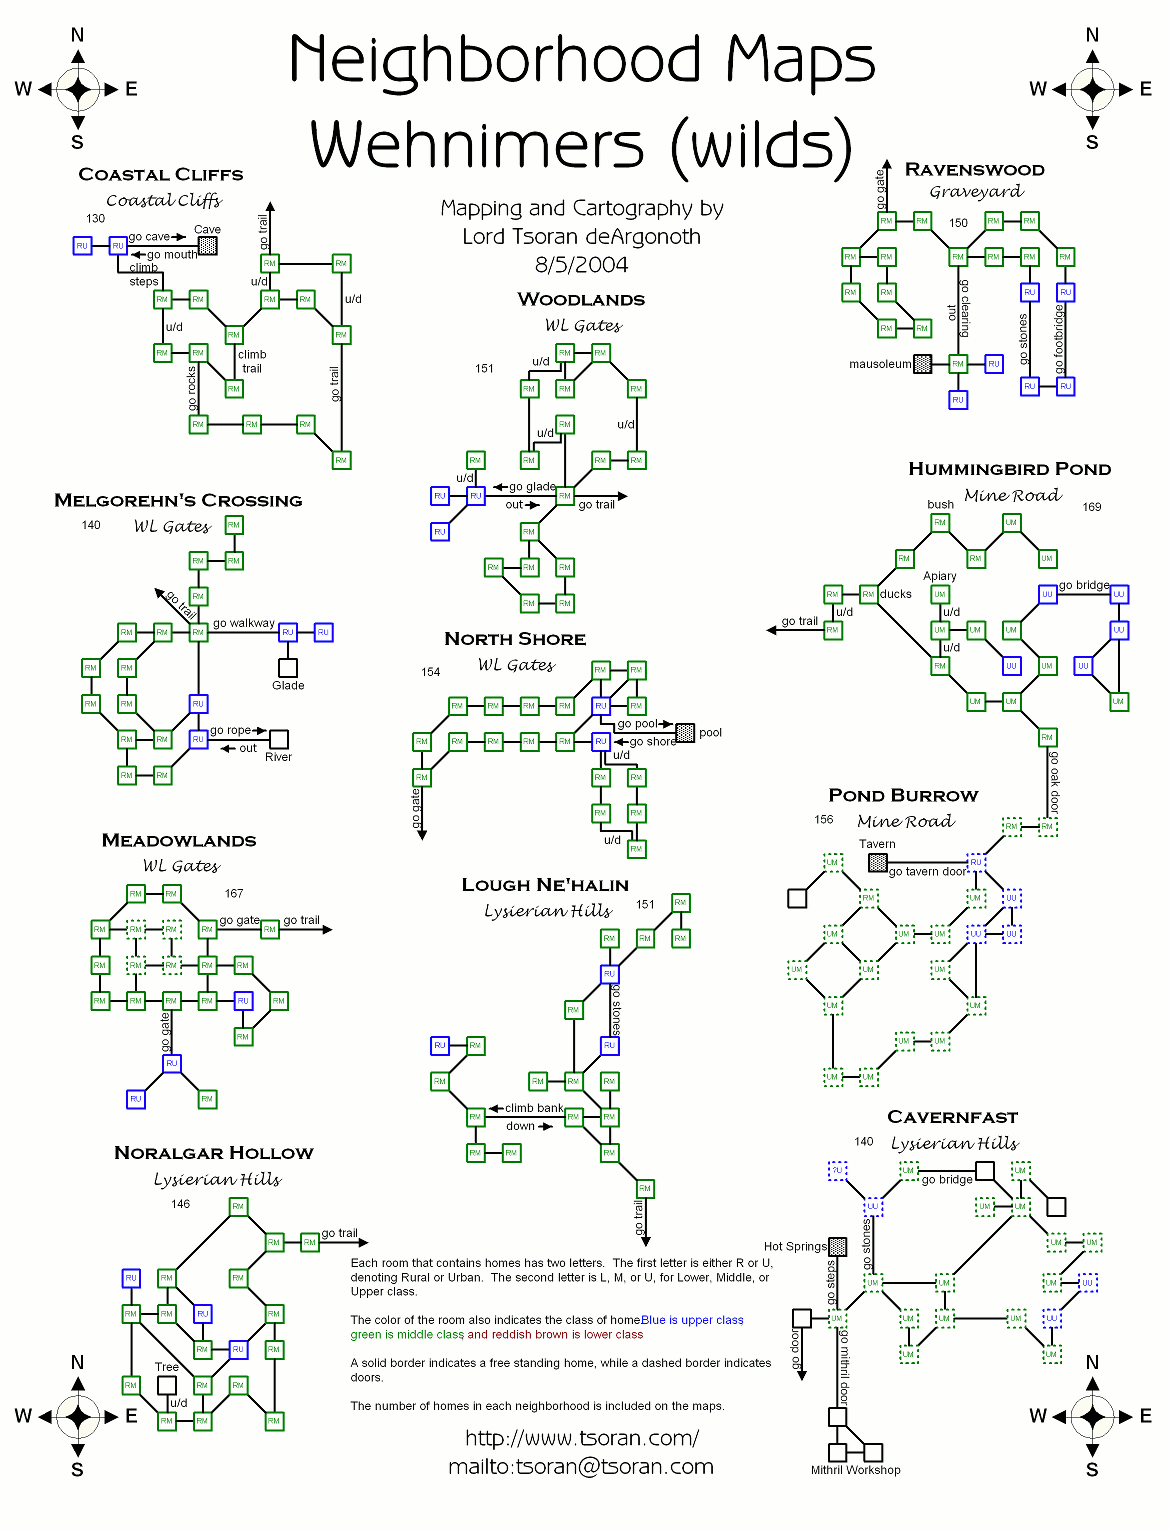 Neighborhood Maps
Wehnimers (wilds)
Mapping and Cartography by
Lord Tsoran deArgonoth
8/5/2004
N
W E
S
N
W E
S
COASTAL CLIFFS
Coastal Cliffs
130
RU RU
go cave
go mouth
Cave
climb
steps
go trail
RM RM
u/d
u/d
RM RM RM RM
u/d
RM RM
climb
trail
RM RM
RM
go rocks
go trail
RM RM RM
RM
WOODLANDS
WL Gates
151
u/d
RM RM
RM RM RM
RM
u/d
u/d
RM RM RM RM
u/d
RU RU
go glade
out
RM
go trail
RU
RM
RM RM RM
RM RM
RAVENSWOOD
Graveyard
150
go gate
RM RM RM RM
RM RM RM RM RM
RM RM RU RU
go clearing
out
go stones
go footbridge
RM RM
mausoleum
RM RU
RU RU RU
MELGOREHN'S CROSSING
WL Gates
140
RM
RM RM
RM
go trail
RM RM RM
go walkway
RU RU
RM RM
Glade
RM RM RU
RM RM RU
go rope
out
River
RM RM
NORTH SHORE
WL Gates
154
RM RM
RM RM RM RM RU RM
go pool
pool
go shore
RM RM RM RM RM RU
u/d
RM RM RM
go gate
RM RM
u/d
RM
HUMMINGBIRD POND
Mine Road
169
bush
RM UM
RM RM UM
Apiary
RM RM
ducks
UM
UU
go bridge
UU
u/d
u/d
go trail
RM UM UM UM UU
u/d
RM UU UM UU
UM UM UM
RM
go oak door
MEADOWLANDS
WL Gates
167
RM RM
RM RM RM RM
go gate
RM
go trail
RM RM RM RM RM
RM RM RM RM RU RM
RM
go gate
RU
RU RM
LOUGH NE'HALIN
Lysierian Hills
151
RM
RM RM RM
RU
RM
go stones
RU RM RU
RM RM RM RM
climb bank
down
RM RM RM
RM RM RM
RM
go trail
POND BURROW
Mine Road
156
RM RM
Tavern
UM
go tavern door
RU
RM UM UU
UM UM UM UU UU
UM UM UM
UM UM
UM UM
UM UM
NORALGAR HOLLOW
Lysierian Hills
146
RM
RM RM
go trail
RU RM RM
RM RM RU RM
RM RU RM
Tree
RM RM RM
u/d
RM RM RM
CAVERNFAST
Lysierian Hills
140
?U UM
go bridge
UM
UU UM UM
Hot Springs
go stones
UM UM
go steps
UM UM UU
UM UM UM UM UU
go mithril door
go loop
UM UM
Mithril Workshop
Each room that contains homes has two letters. The first letter is either R or U,
denoting Rural or Urban. The second letter is L, M, or U, for Lower, Middle, or
Upper class.
The color of the room also indicates the class of home.Blue is upper class
green is middle class and reddish brown is lower class
A solid border indicates a free standing home, while a dashed border indicates
doors.
The number of homes in each neighborhood is included on the maps.
http://www.tsoran.com/
mailto:tsoran@tsoran.com
N
W E
S
N
W E
S